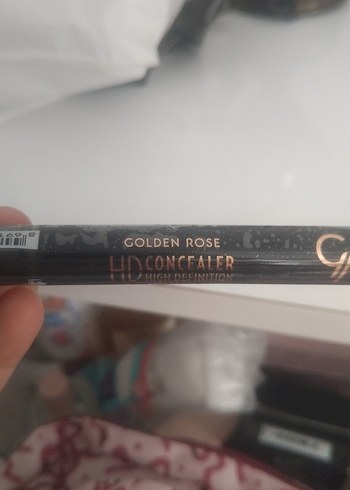 GOLDEN ROSE
HD CONCEALER
HIGH DEFINITION